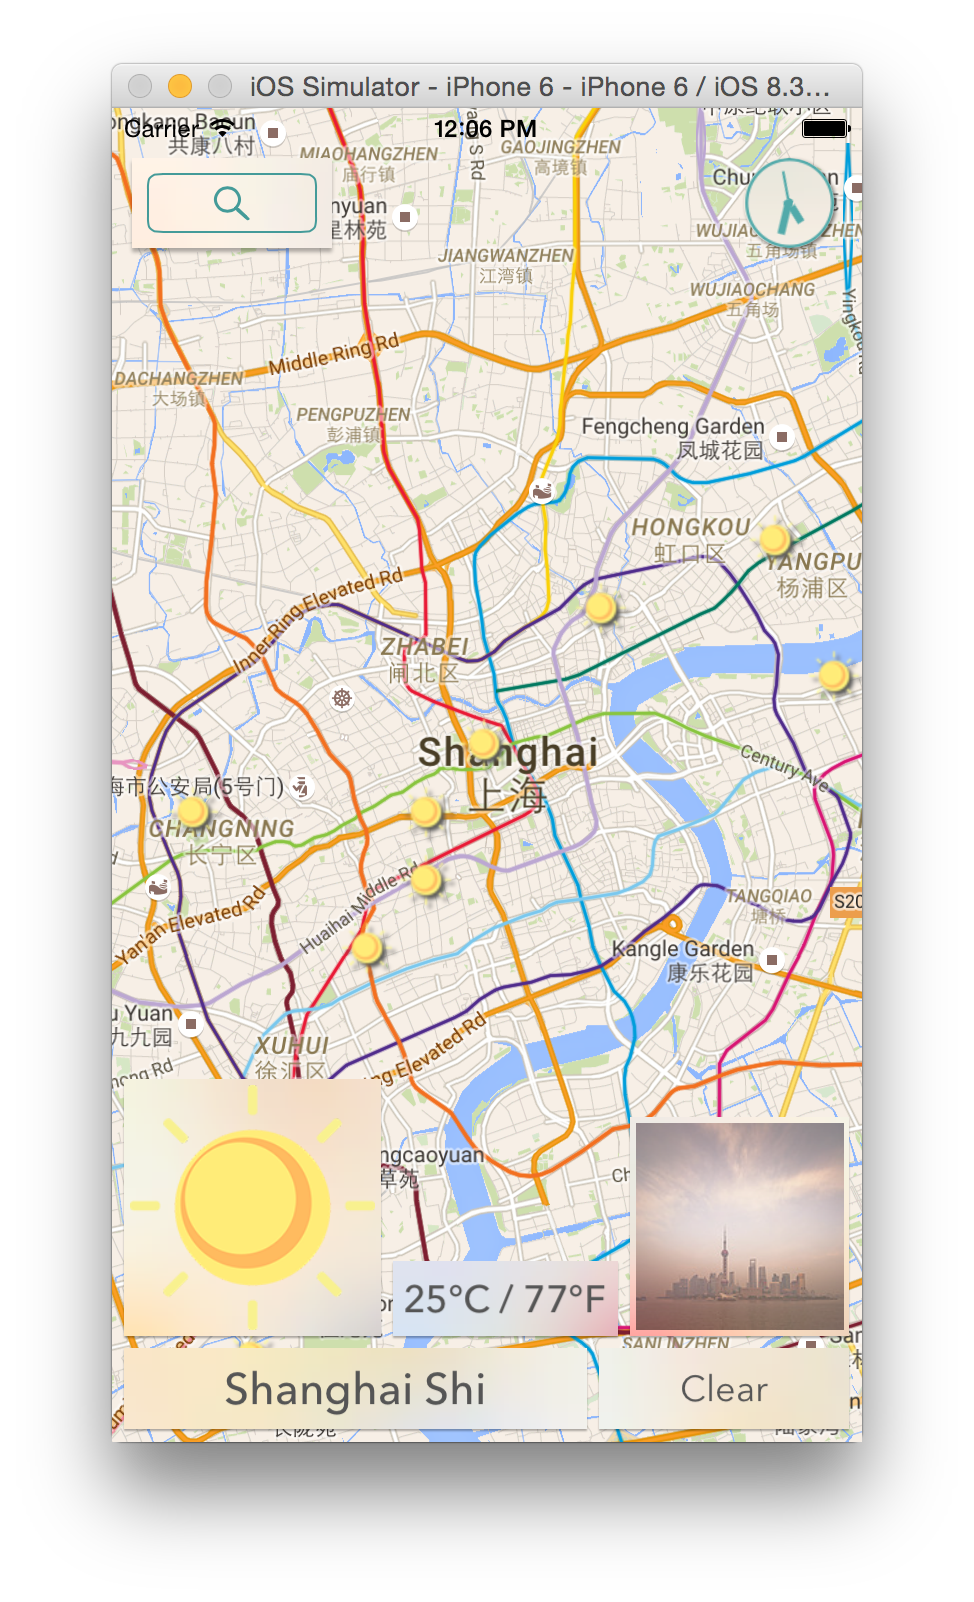 iOS Simulator - iPhone 6 - iPhone 6 / iOS 8.3...
Carrier
12:06 PM
共康八村
MIAOHANGZHEN
庙行镇
GAOJINGZHEN
高境镇
星林苑
JIANGWANZHEN
江湾镇
五角场镇
WUJIAOCHANG
五角场
Middle Ring Rd
DACHANGZHEN
大场镇
PENGPUZHEN
彭浦镇
Fengcheng Garden
凤城花园
HONGKOU
虹口区
YANGPU
杨浦区
Inner Ring Elevated Rd
ZHABEI
闸北区
Shanghai
上海
Century Ave
海市公安局(5号门)
CHANGNING
长宁区
Huaihai Middle Rd
Yan'an Elevated Rd
TANGQIAO
塘桥
S20
Kangle Garden
康乐花园
u Yuan
九九园
XUHUI
徐汇区
ng Elevated Rd
ngcaoyuan
草苑
25°C / 77°F
SANLINZHEN
Shanghai Shi
Clear